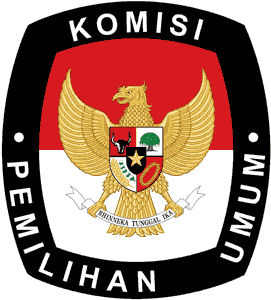 KOMISI
PEMILIHAN UMUM
BHINNEKA TUNGGAL IKA